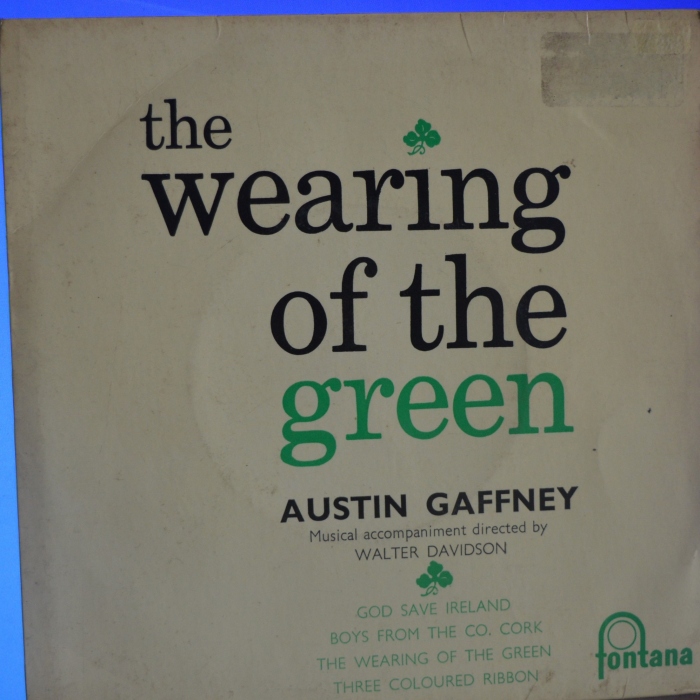 the
wearing
of the
green
AUSTIN GAFFNEY
Musical accompaniment directed by
WALTER DAVIDSON
GOD SAVE IRELAND
BOYS FROM THE CO. CORK
THE WEARING OF THE GREEN
THREE COLOURED RIBBON
fontana